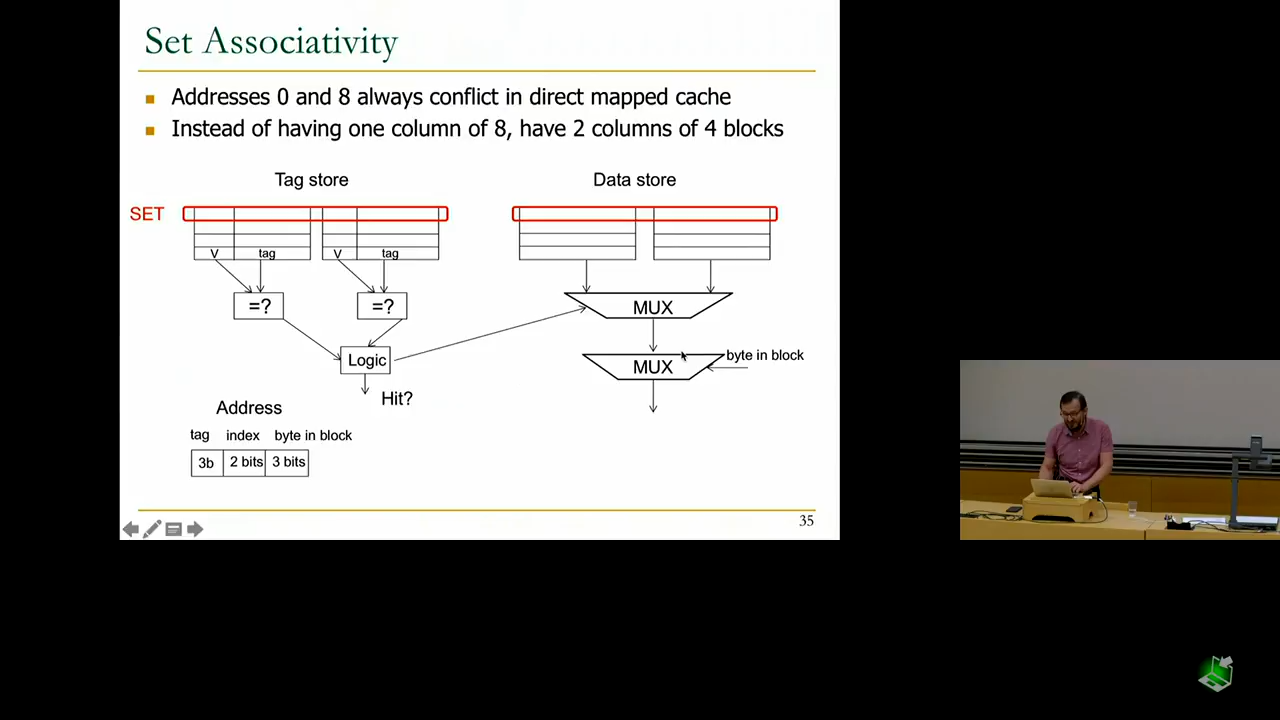 Set Associativity
Addresses 0 and 8 always conflict in direct mapped cache
Instead of having one column of 8, have 2 columns of 4 blocks
Tag store
Data store
SET
V tag V tag
=? =?
MUX
Logic
MUX
byte in block
Hit?
Address
tag index byte in block
3b 2 bits 3 bits
35